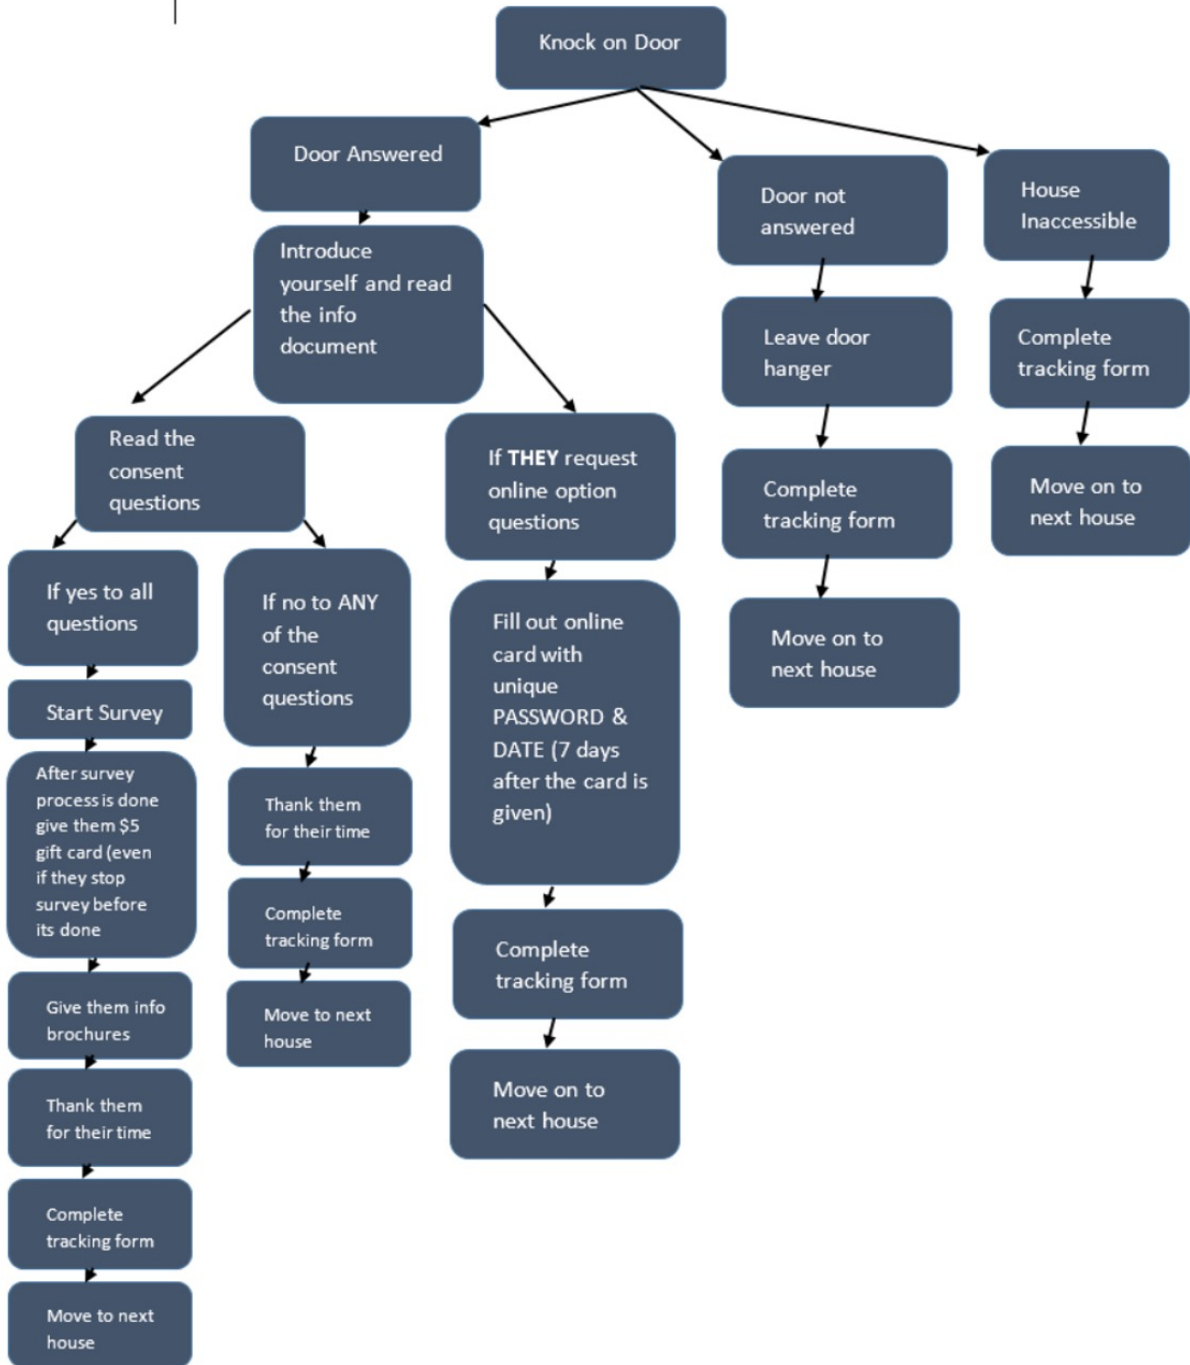 Knock on Door
Door Answered
Door not
answered
House
Inaccessible
Introduce
yourself and read
the info
document
Leave door
hanger
Complete
tracking form
Read the
consent
questions
If THEY request
online option
questions
Complete
tracking form
Move on to
next house
If yes to all
questions
If no to ANY
of the
consent
questions
Fill out online
card with
unique
PASSWORD &
DATE (7 days
after the card is
given)
Move on to
next house
Start Survey
After survey
process is done
give them $5
gift card (even
if they stop
survey before
its done
Thank them
for their time
Complete
tracking form
Complete
tracking form
Give them info
brochures
Move to next
house
Move on to
next house
Thank them
for their time
Complete
tracking form
Move to next
house